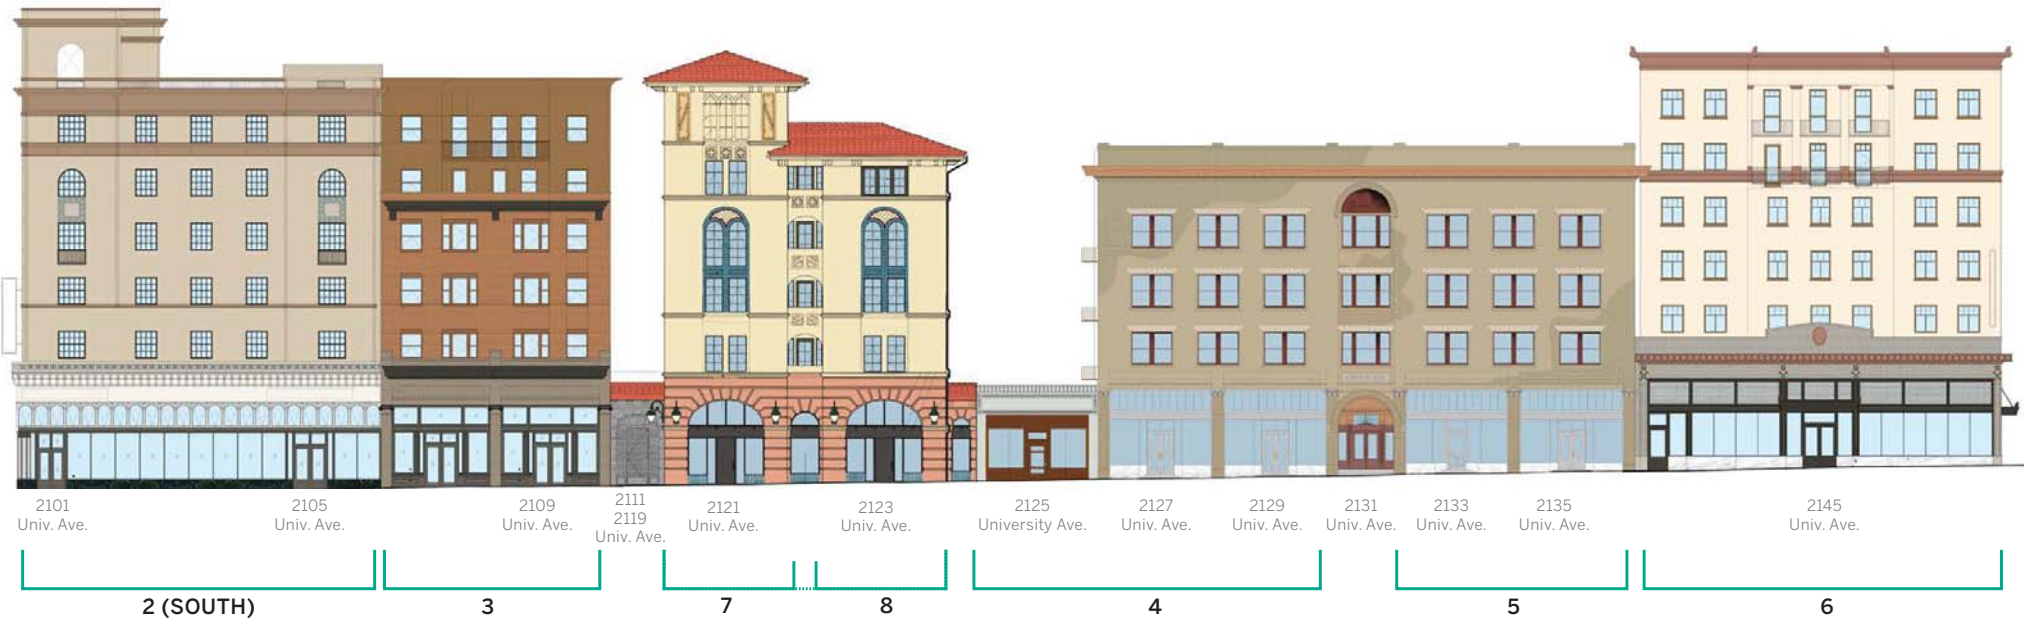 2101
Univ. Ave.
2105
Univ. Ave.
2109
Univ. Ave.
2111
2119
Univ. Ave.
2121
Univ. Ave.
2123
Univ. Ave.
2125
University Ave.
2127
Univ. Ave.
2129
Univ. Ave.
2131
Univ. Ave.
2133
Univ. Ave.
2135
Univ. Ave.
2145
Univ. Ave.
2 (SOUTH)
3
7
8
4
5
6